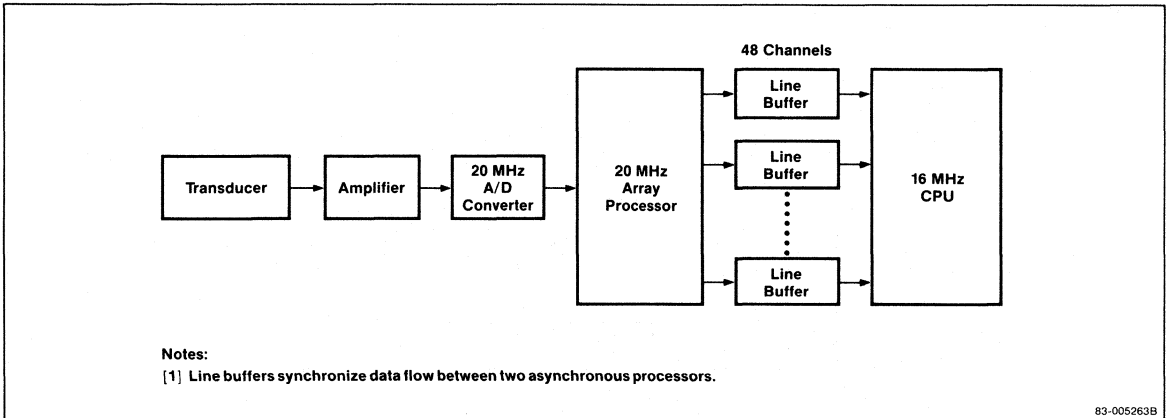 48 Channels
Transducer
Amplifier
20 MHz
A/D
Converter
20 MHz
Array
Processor
Line
Buffer
Line
Buffer
Line
Buffer
16 MHz
CPU
Notes:
[1] Line buffers synchronize data flow between two asynchronous processors.
83-005263B